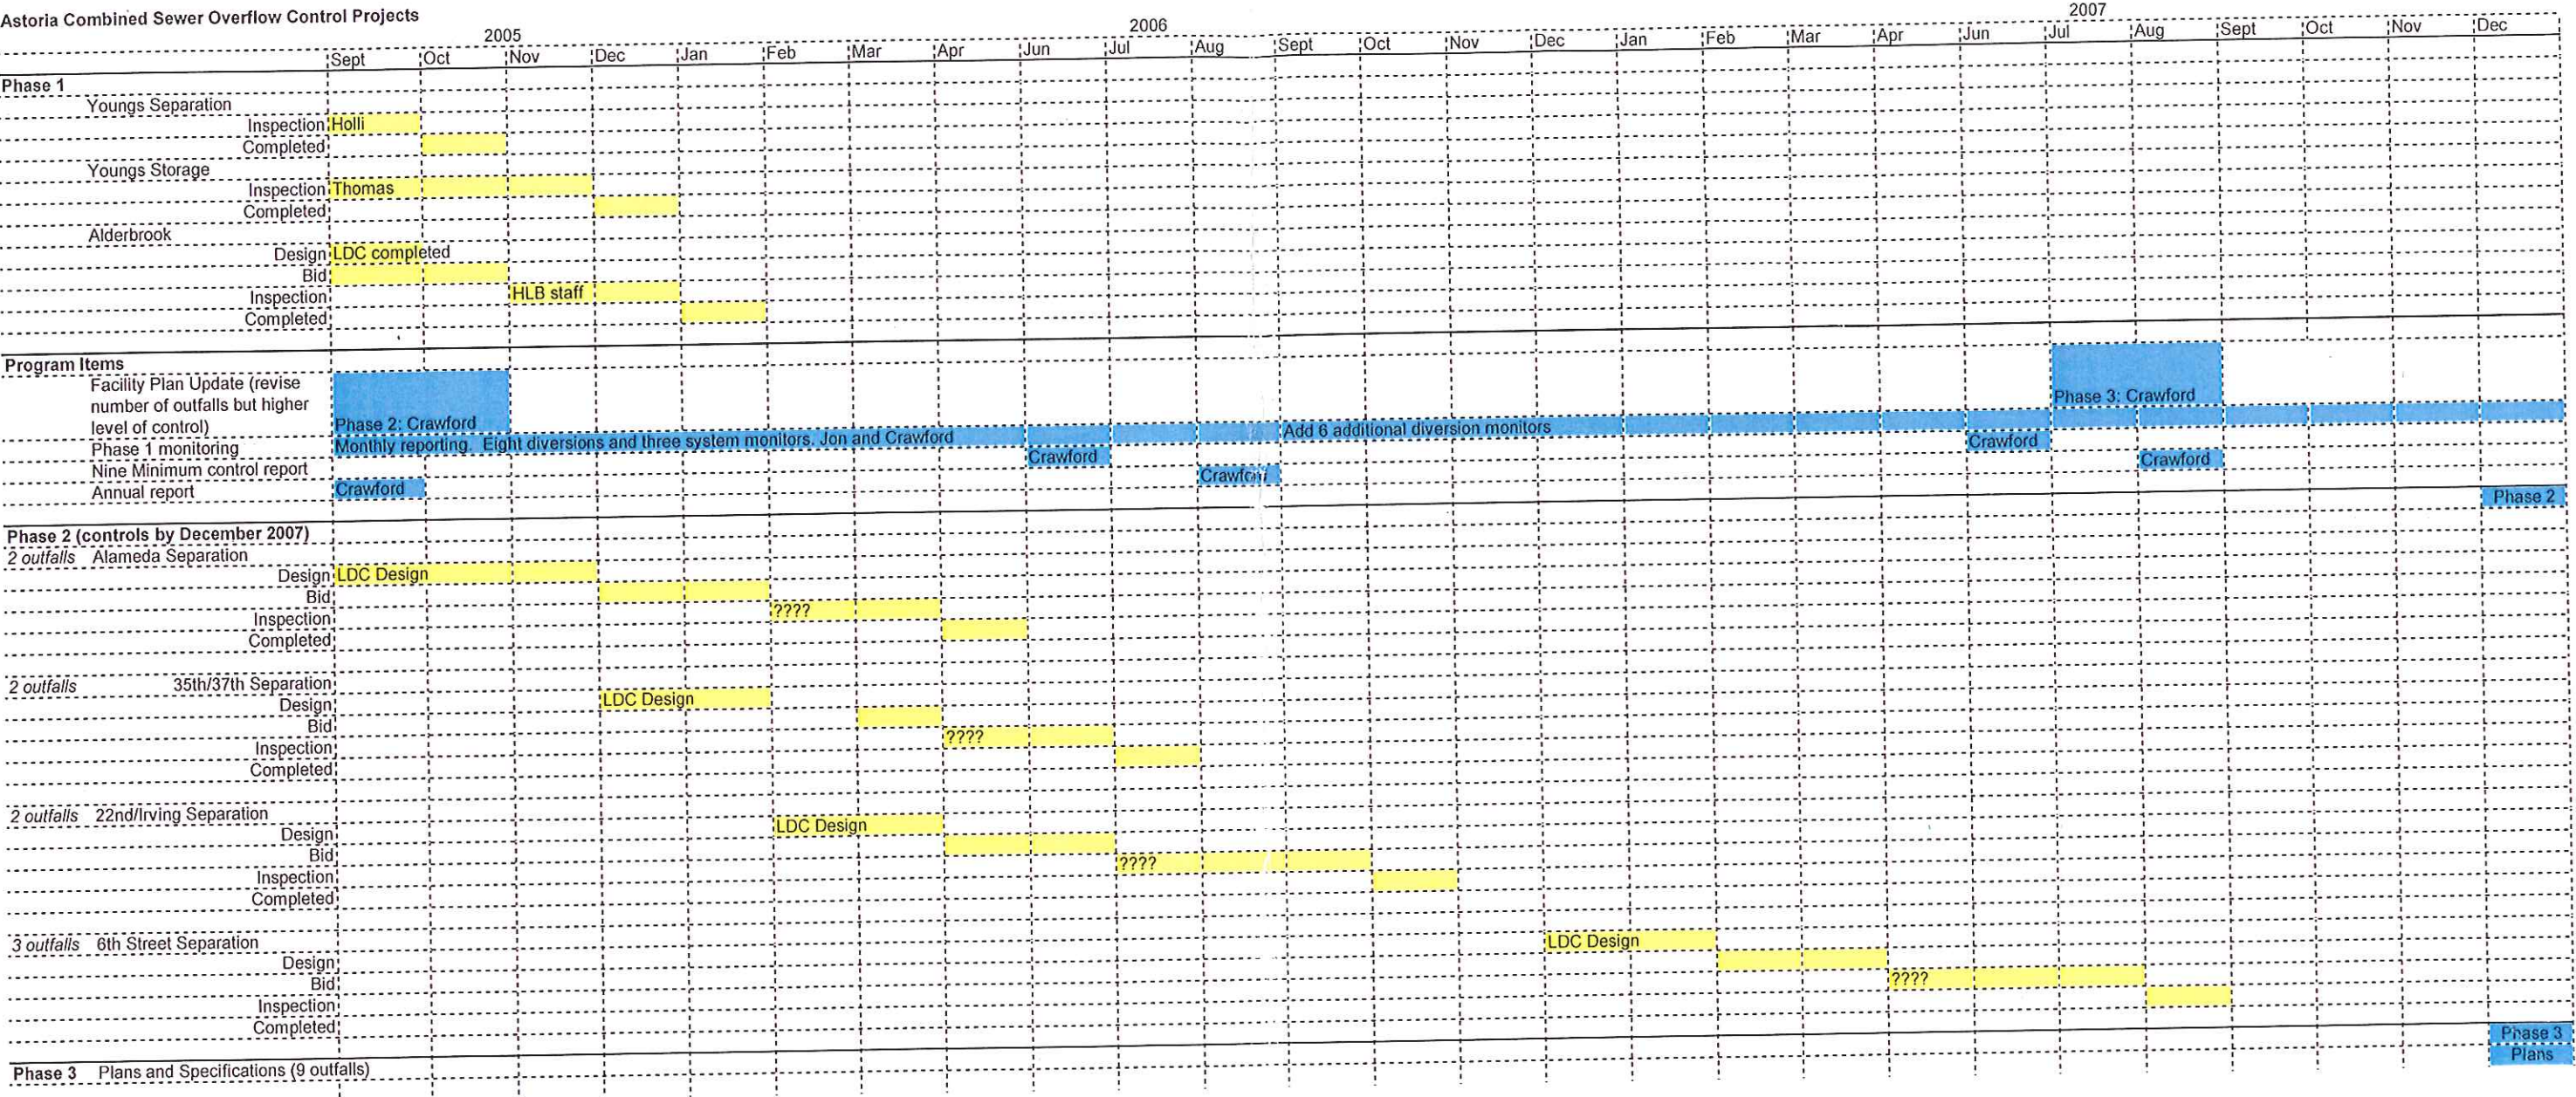 Astoria Combined Sewer Overflow Control Projects
2005 2006 2007
Sept Oct Nov Dec Jan Feb Mar Apr Jun Jul Aug Sept Oct Nov Dec Jan Feb Mar Apr Jun Jul Aug Sept Oct Nov Dec
Phase 1
Youngs Separation
Inspection Holli
Completed
Youngs Storage
Inspection Thomas
Completed
Alderbrook
Design LDC completed
Bid
Inspection HLB staff
Completed
Program Items
Facility Plan Update (revise
number of outfalls but higher
level of control) Phase 2: Crawford Phase 3: Crawford
Phase 1 monitoring Monthly reporting. Eight diversions and three system monitors. Jon and Crawford Add 6 additional diversion monitors
Nine Minimum control report Crawford Crawford
Annual report Crawford Crawford Crawford
Phase 2
Phase 2 (controls by December 2007)
2 outfalls Alameda Separation
Design LDC Design
Bid
Inspection ????
Completed
2 outfalls 35th/37th Separation
Design LDC Design
Bid
Inspection ????
Completed
2 outfalls 22nd/Irving Separation
Design LDC Design
Bid
Inspection ????
Completed
3 outfalls 6th Street Separation
Design LDC Design
Bid
Inspection ????
Completed
Phase 3
Phase 3 Plans and Specifications (9 outfalls) Plans